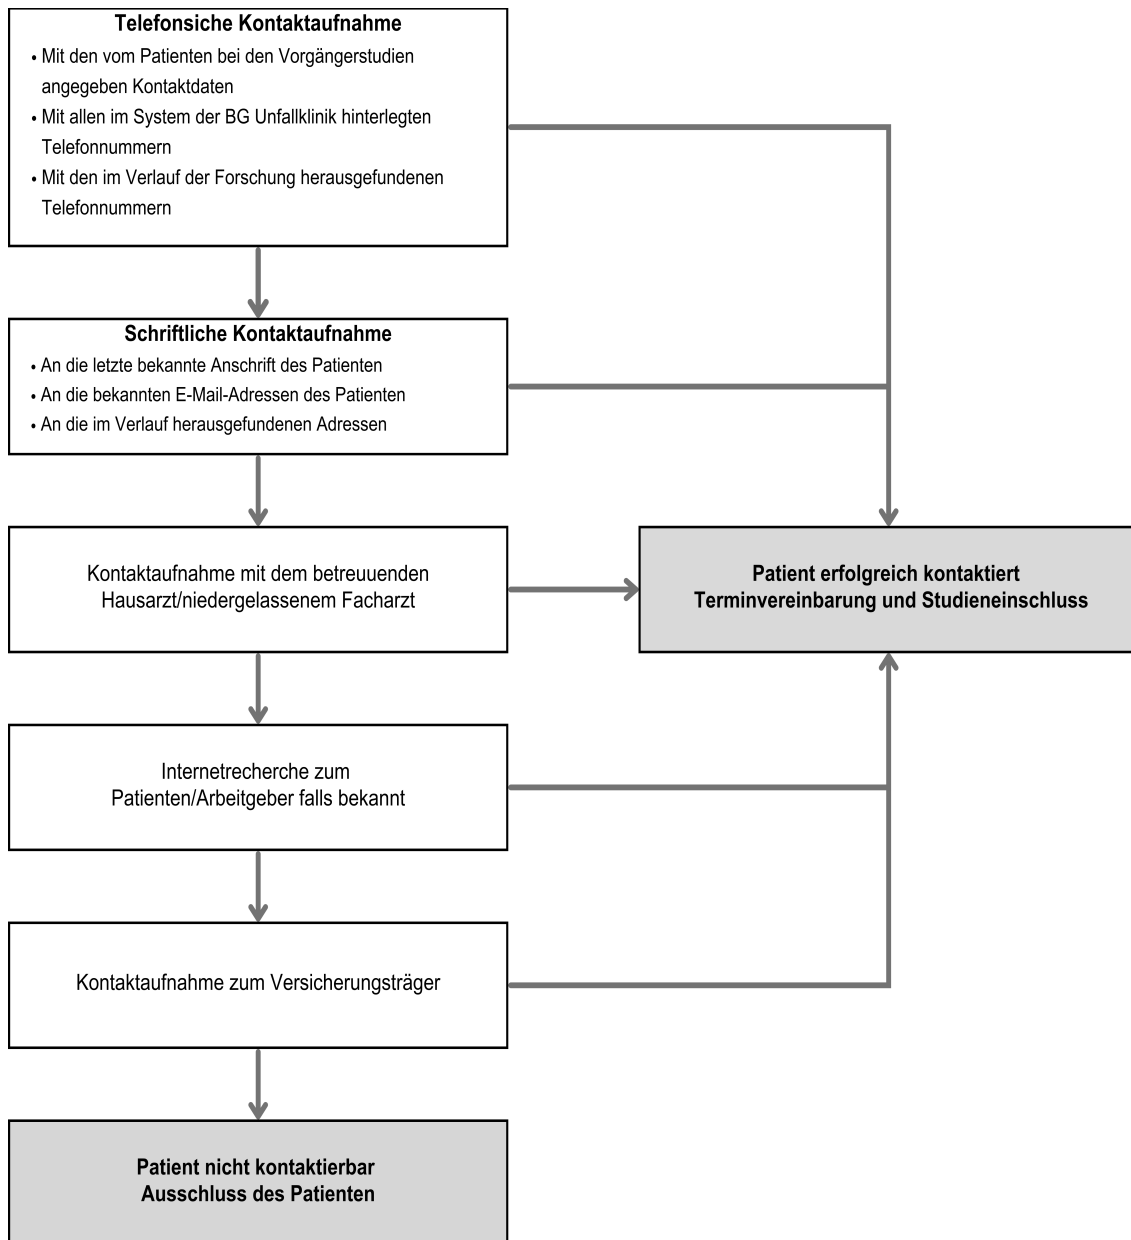 Telefonsiche Kontaktaufnahme
• Mit den vom Patienten bei den Vorgängerstudien
angegeben Kontaktdaten
• Mit allen im System der BG Unfallklinik hinterlegten
Telefonnummern
• Mit den im Verlauf der Forschung herausgefundenen
Telefonnummern
Schriftliche Kontaktaufnahme
• An die letzte bekannte Anschrift des Patienten
• An die bekannten E-Mail-Adressen des Patienten
• An die im Verlauf herausgefundenen Adressen
Kontaktaufnahme mit dem betreuuenden
Hausarzt/niedergelassenem Facharzt
Patient erfolgreich kontaktiert
Terminvereinbarung und Studieneinschluss
Internetrecherche zum
Patienten/Arbeitgeber falls bekannt
Kontaktaufnahme zum Versicherungsträger
Patient nicht kontaktierbar
Ausschluss des Patienten